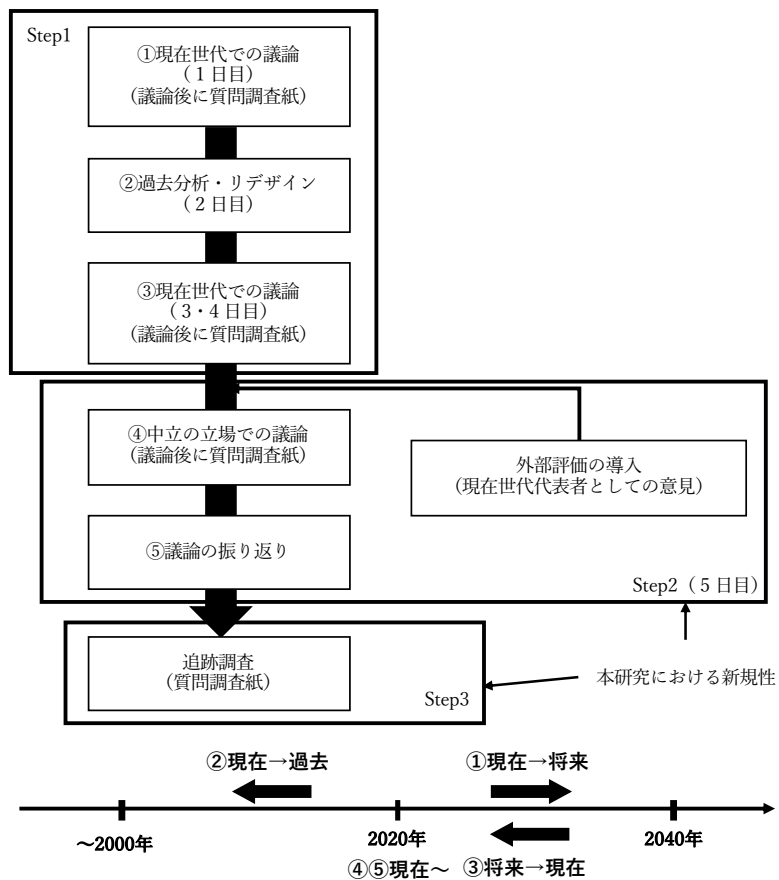 Step1
①現在世代での議論
（１日目）
（議論後に質問調査紙）
②過去分析・リデザイン
（２日目）
③現在世代での議論
（３・４日目）
（議論後に質問調査紙）
④中立の立場での議論
（議論後に質問調査紙）
外部評価の導入
（現在世代代表者としての意見）
⑤議論の振り返り
Step2（５日目）
追跡調査
（質問調査紙）
Step3
本研究における新規性
②現在→過去
①現在→将来
～2000年
2020年
2040年
④⑤現在～
③将来→現在